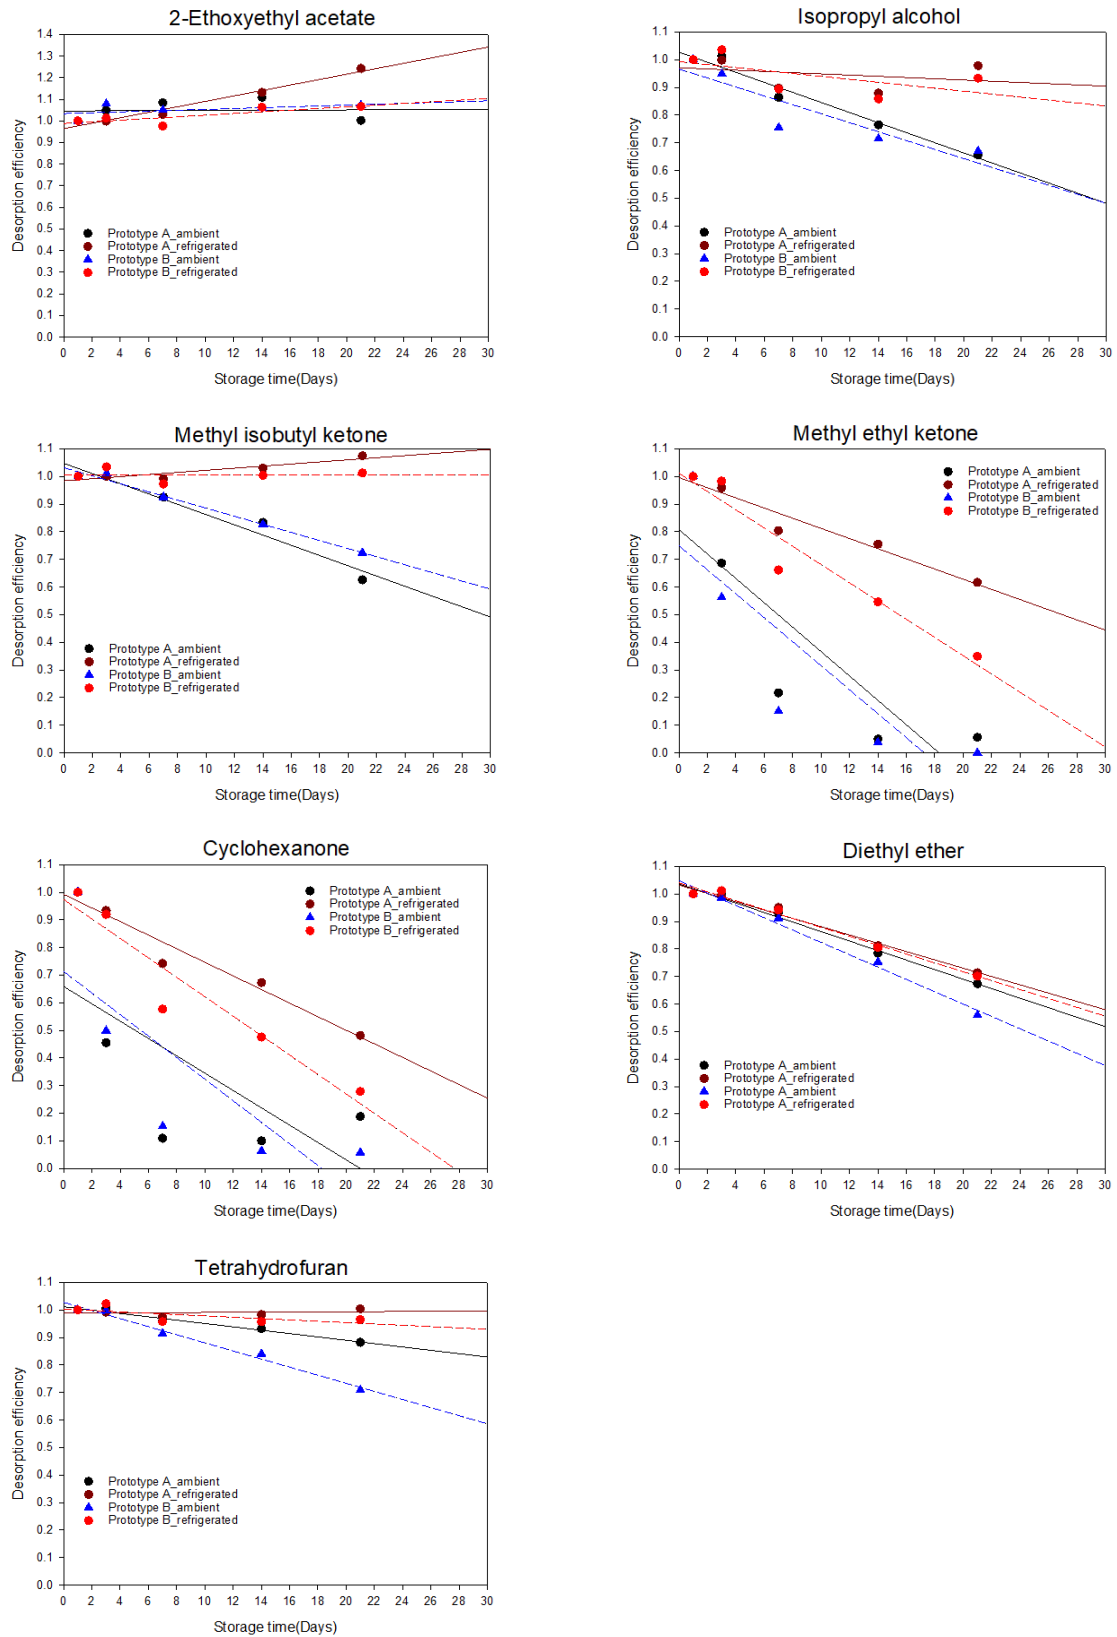 2-Ethoxyethyl acetate
1.4
1.3
1.2
1.1
1.0
0.9
0.8
0.7
0.6
0.5
0.4
0.3
0.2
0.1
0.0
Desorption efficiency
Prototype A_ambient
Prototype A_refrigerated
Prototype B_ambient
Prototype B_refrigerated
0 2 4 6 8 10 12 14 16 18 20 22 24 26 28 30
Storage time(Days)
Isopropyl alcohol
1.1
1.0
0.9
0.8
0.7
0.6
0.5
0.4
0.3
0.2
0.1
0.0
Desorption efficiency
Prototype A_ambient
Prototype A_refrigerated
Prototype B_ambient
Prototype B_refrigerated
0 2 4 6 8 10 12 14 16 18 20 22 24 26 28 30
Storage time(Days)
Methyl isobutyl ketone
1.1
1.0
0.9
0.8
0.7
0.6
0.5
0.4
0.3
0.2
0.1
0.0
Desorption efficiency
Prototype A_ambient
Prototype A_refrigerated
Prototype B_ambient
Prototype B_refrigerated
0 2 4 6 8 10 12 14 16 18 20 22 24 26 28 30
Storage time(Days)
Methyl ethyl ketone
1.1
1.0
0.9
0.8
0.7
0.6
0.5
0.4
0.3
0.2
0.1
0.0
Desorption efficiency
Prototype A_ambient
Prototype A_refrigerated
Prototype B_ambient
Prototype B_refrigerated
0 2 4 6 8 10 12 14 16 18 20 22 24 26 28 30
Storage time(Days)
Cyclohexanone
1.1
1.0
0.9
0.8
0.7
0.6
0.5
0.4
0.3
0.2
0.1
0.0
Desorption efficiency
Prototype A_ambient
Prototype A_refrigerated
Prototype B_ambient
Prototype B_refrigerated
0 2 4 6 8 10 12 14 16 18 20 22 24 26 28 30
Storage time(Days)
Diethyl ether
1.1
1.0
0.9
0.8
0.7
0.6
0.5
0.4
0.3
0.2
0.1
0.0
Desorption efficiency
Prototype A_ambient
Prototype A_refrigerated
Prototype A_ambient
Prototype A_refrigerated
0 2 4 6 8 10 12 14 16 18 20 22 24 26 28 30
Storage time(Days)
Tetrahydrofuran
1.1
1.0
0.9
0.8
0.7
0.6
0.5
0.4
0.3
0.2
0.1
0.0
Desorption efficiency
Prototype A_ambient
Prototype A_refrigerated
Prototype B_ambient
Prototype B_refrigerated
0 2 4 6 8 10 12 14 16 18 20 22 24 26 28 30
Storage time(Days)